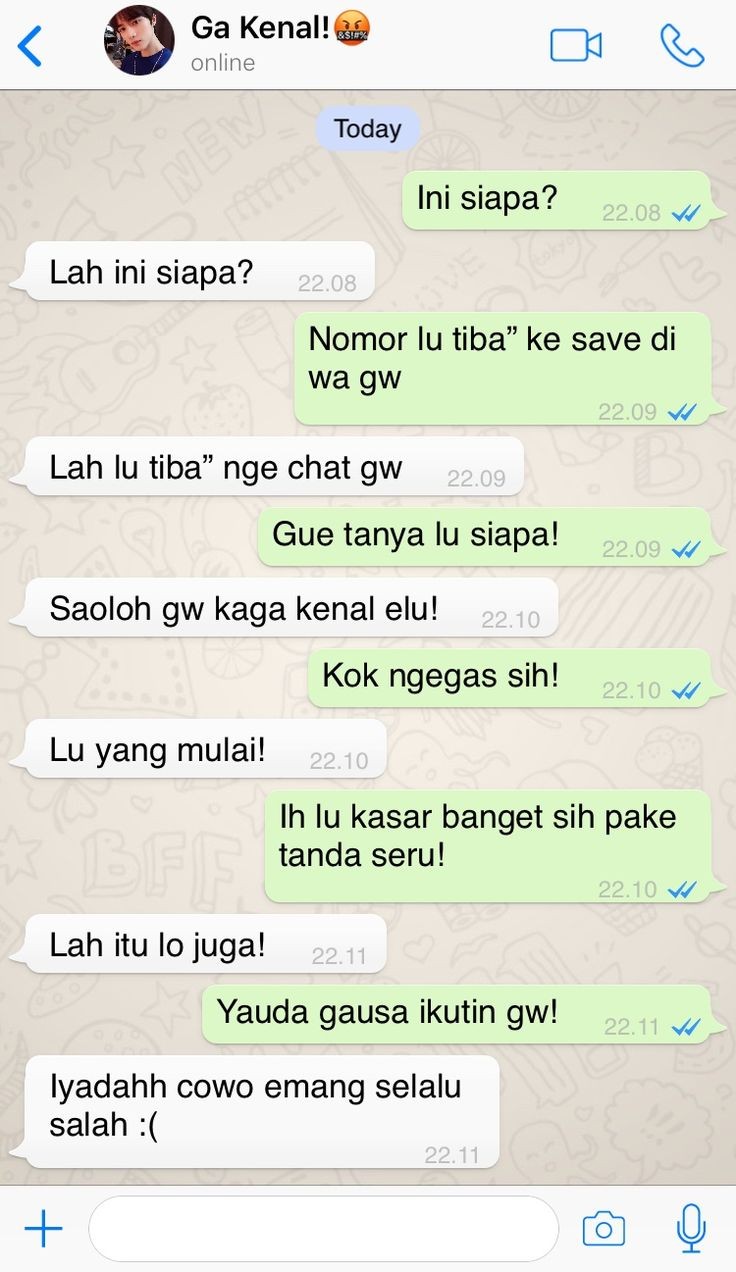 Ga Kenal!🤬
online
Today
Ini siapa?
22.08
Lah ini siapa?
22.08
Nomor lu tiba” ke save di
wa gw
22.09
Lah lu tiba” nge chat gw
22.09
Gue tanya lu siapa!
22.09
Saoloh gw kaga kenal elu!
22.10
Kok ngegas sih!
22.10
Lu yang mulai!
22.10
Ih lu kasar banget sih pake
tanda seru!
22.10
Lah itu lo juga!
22.11
Yauda gausa ikutin gw!
22.11
Iyadahh cowo emang selalu
salah :(
22.11